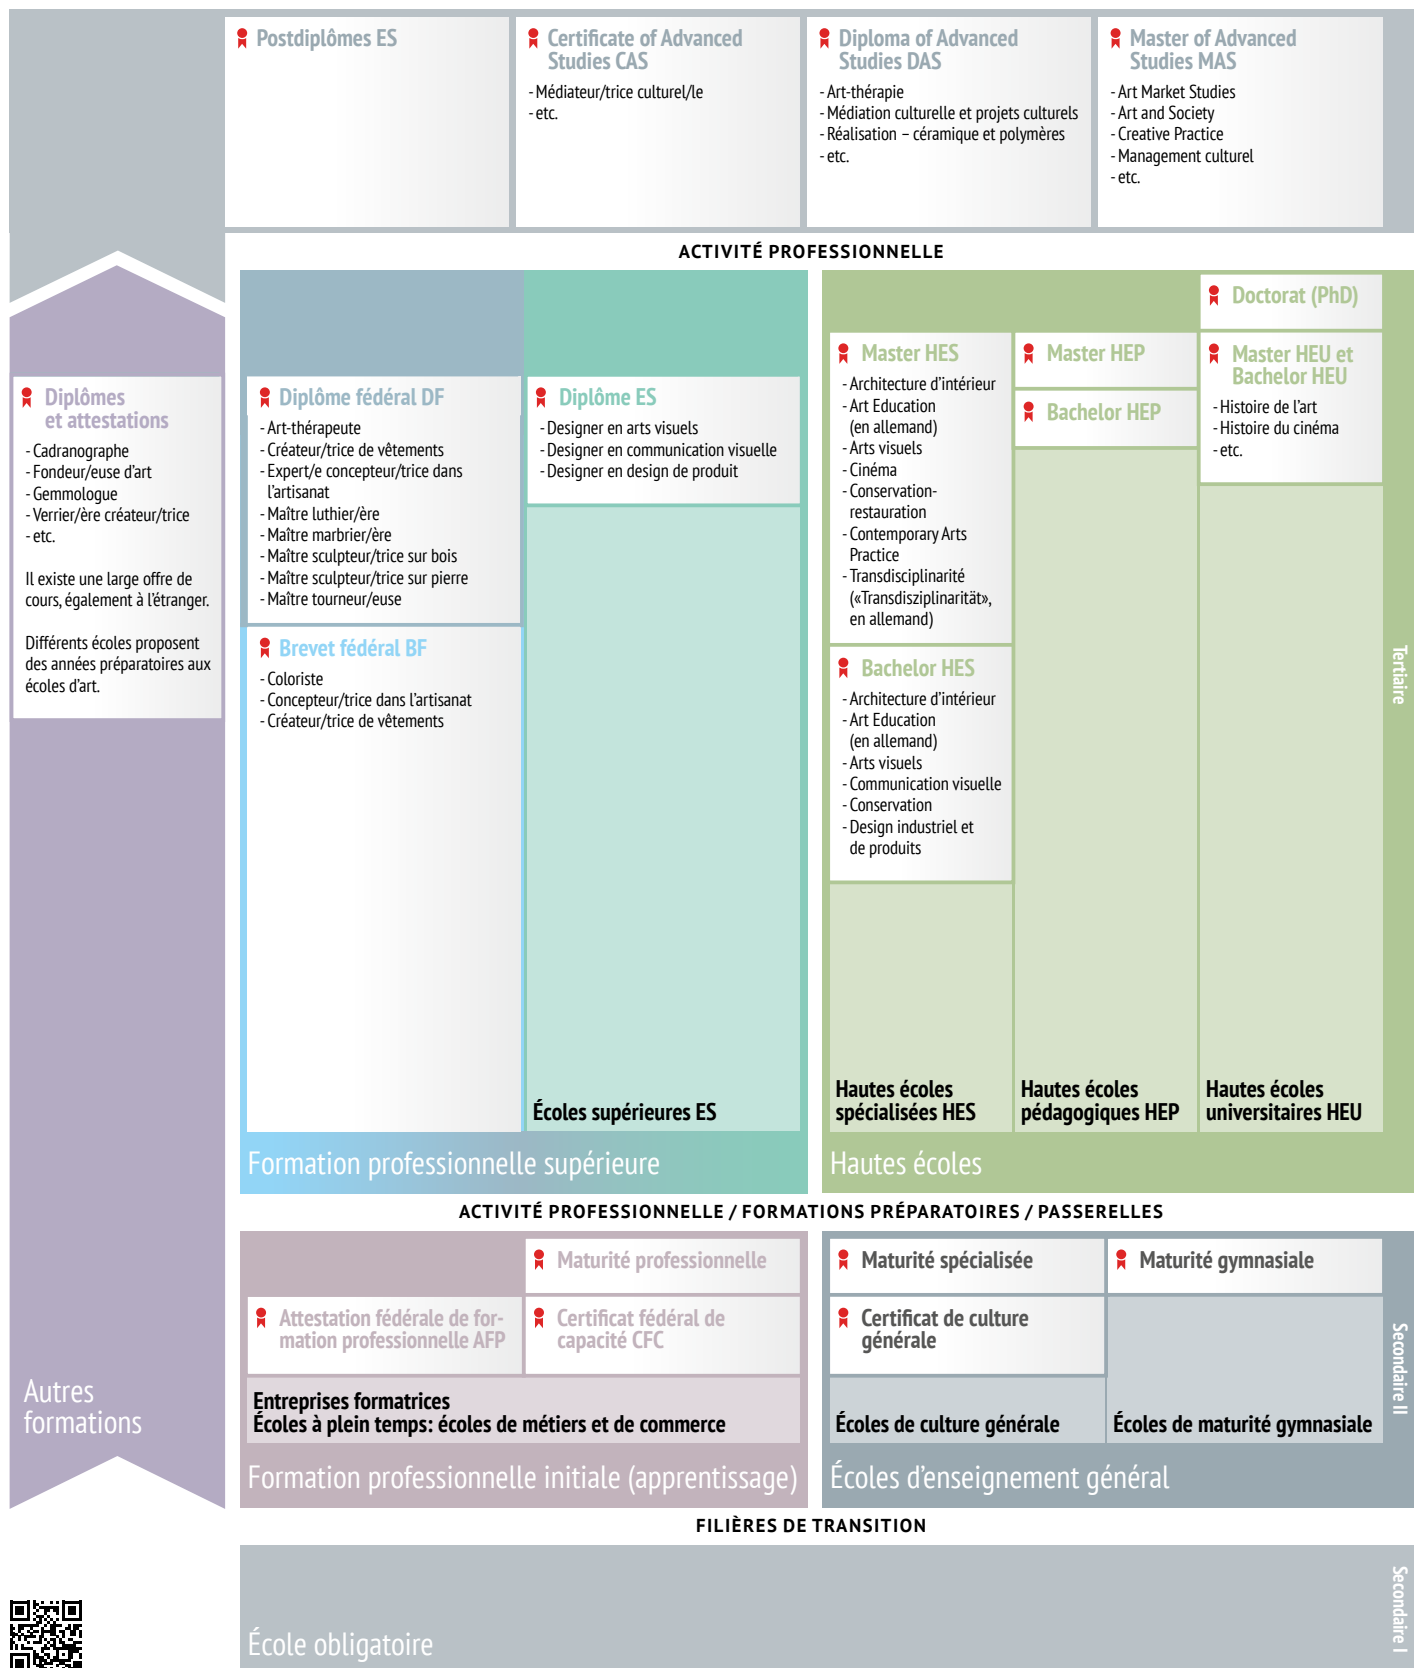 Postdiplômes ES
Certificate of Advanced
Studies CAS
- Médiateur/trice culturel/le
- etc.
Diploma of Advanced
Studies DAS
- Art-thérapie
- Médiation culturelle et projets culturels
- Réalisation – céramique et polymères
- etc.
Master of Advanced
Studies MAS
- Art Market Studies
- Art and Society
- Creative Practice
- Management culturel
- etc.
ACTIVITÉ PROFESSIONNELLE
Diplômes
et attestations
- Cadranographe
- Fondeur/euse d’art
- Gemmologue
- Verrier/ère créateur/trice
- etc.
Il existe une large offre de
cours, également à l’étranger.
Différents écoles proposent
des années préparatoires aux
écoles d’art.
Autres
formations
Diplôme fédéral DF
- Art-thérapeute
- Créateur/trice de vêtements
- Expert/e concepteur/trice dans
l’artisanat
- Maître luthier/ère
- Maître marbrier/ère
- Maître sculpteur/trice sur bois
- Maître sculpteur/trice sur pierre
- Maître tourneur/euse
Brevet fédéral BF
- Coloriste
- Concepteur/trice dans l’artisanat
- Créateur/trice de vêtements
Diplôme ES
- Designer en arts visuels
- Designer en communication visuelle
- Designer en design de produit
Écoles supérieures ES
Formation professionnelle supérieure
Master HES
- Architecture d’intérieur
- Art Education
(en allemand)
- Arts visuels
- Cinéma
- Conservation-
restauration
- Contemporary Arts
Practice
- Transdisciplinarité
(«Transdisziplinarität»,
en allemand)
Bachelor HES
- Architecture d’intérieur
- Art Education
(en allemand)
- Arts visuels
- Communication visuelle
- Conservation
- Design industriel et
de produits
Hautes écoles
spécialisées HES
Master HEP
Bachelor HEP
Hautes écoles
pédagogiques HEP
Doctorat (PhD)
Master HEU et
Bachelor HEU
- Histoire de l’art
- Histoire du cinéma
- etc.
Hautes écoles
universitaires HEU
Hautes écoles
Tertiaire
ACTIVITÉ PROFESSIONNELLE / FORMATIONS PRÉPARATOIRES / PASSERELLES
Maturité professionnelle
Attestation fédérale de for-
mation professionnelle AFP
Certificat fédéral de
capacité CFC
Entreprises formatrices
Écoles à plein temps: écoles de métiers et de commerce
Formation professionnelle initiale (apprentissage)
Maturité spécialisée
Certificat de culture
générale
Écoles de culture générale
Maturité gymnasiale
Écoles de maturité gymnasiale
Écoles d’enseignement général
Secondaire II
FILIÈRES DE TRANSITION
École obligatoire
Secondaire I